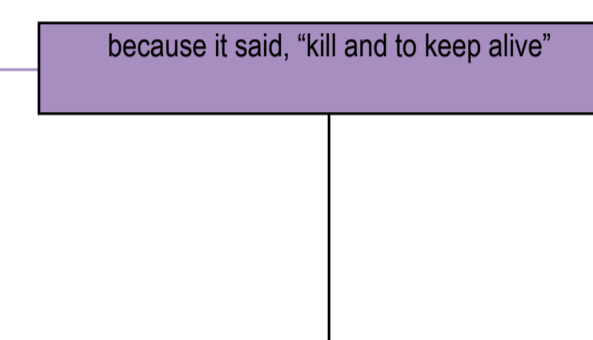 because it said, “kill and to keep alive”